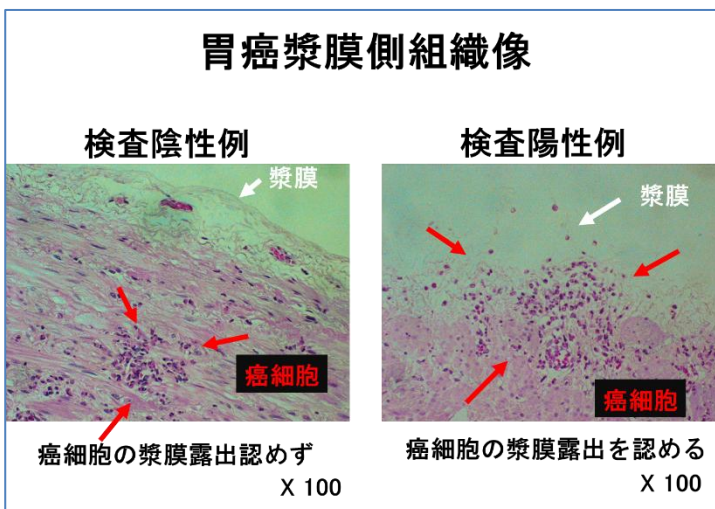 胃癌漿膜側組織像
検査陰性例
漿膜
癌細胞
癌細胞の漿膜露出認めず
X 100
検査陽性例
漿膜
癌細胞
癌細胞の漿膜露出を認める
X 100